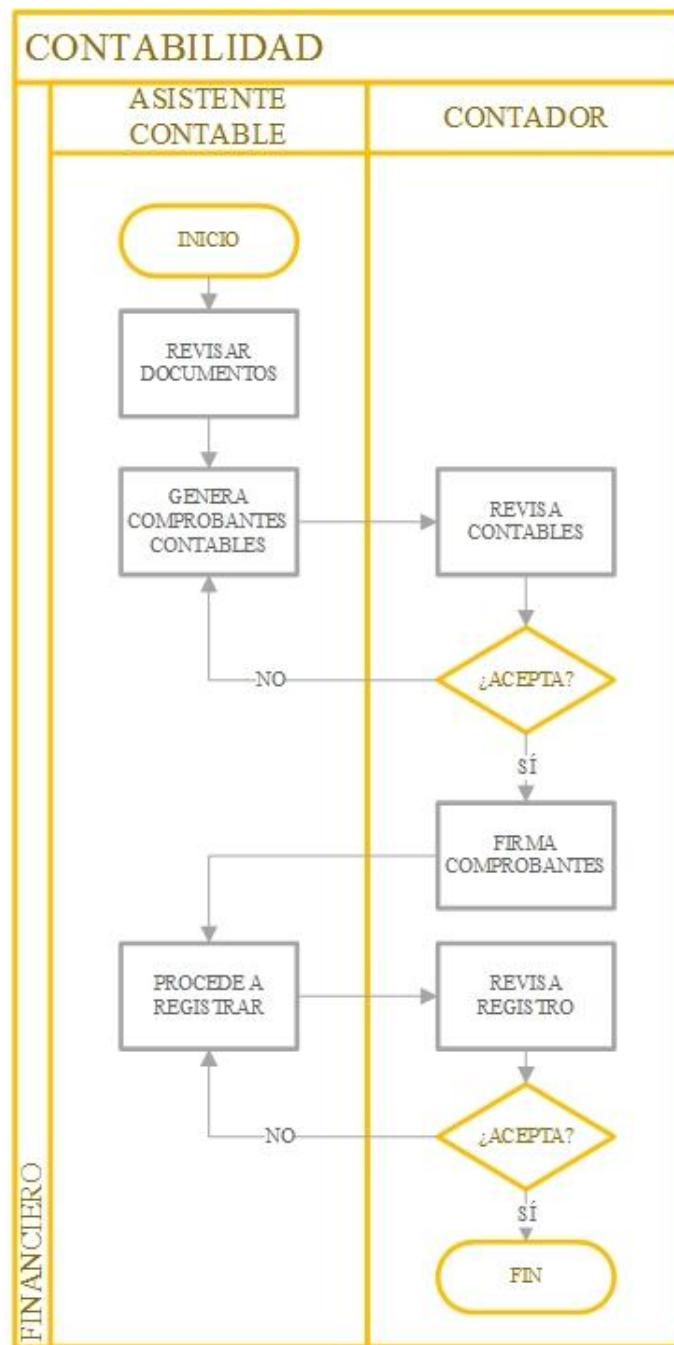 CONTABILIDAD
ASISTENTE
CONTABLE
CONTADOR
INICIO
REVISAR
DOCUMENTOS
GENERA
COMPROBANTES
CONTABLES
REVISA
CONTABLES
¿ACEPTA?
NO
SÍ
FIRMA
COMPROBANTES
PROCEDE A
REGISTRAR
REVISA
REGISTRO
¿ACEPTA?
NO
SÍ
FIN
FINANCIERO